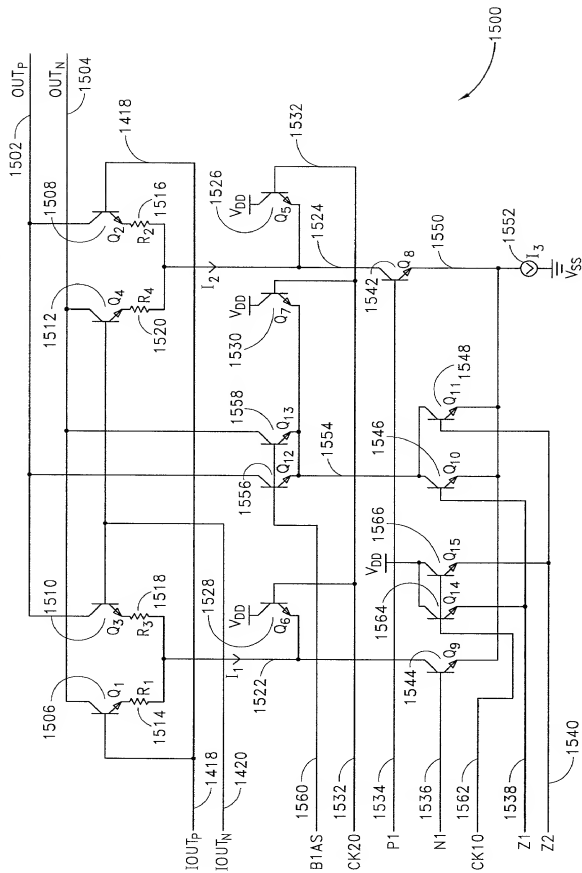 OUTP
1502
OUTN
1504
1500
1508
1418
1512
Q2
1516
R2
Q4
R4
1520
1510
1506
Q3
1518
R3
Q1
R1
1514
IOUTP
1418
IOUTN
1420
I2
I1
1522
1526
1532
VDD
Q5
1524
VDD
Q7
1530
1558
1556
Q13
Q12
1528
VDD
Q6
B1AS
1560
CK20
1532
1542
Q8
1554
P1
1534
1550
1552
I3
VSS
Q11
1548
1546
Q10
1566
VDD
Q15
1564
Q14
1544
Q9
N1
1536
CK10
1562
Z1
1538
Z2
1540